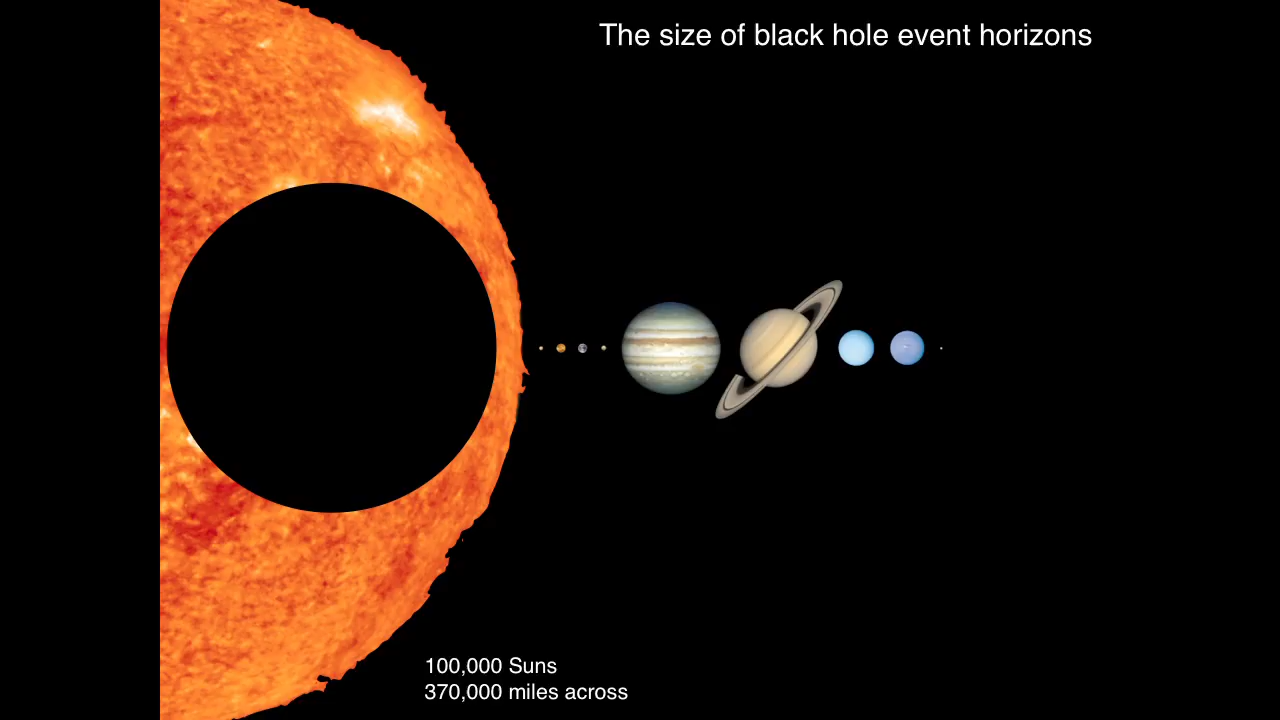 The size of black hole event horizons
100,000 Suns
370,000 miles across